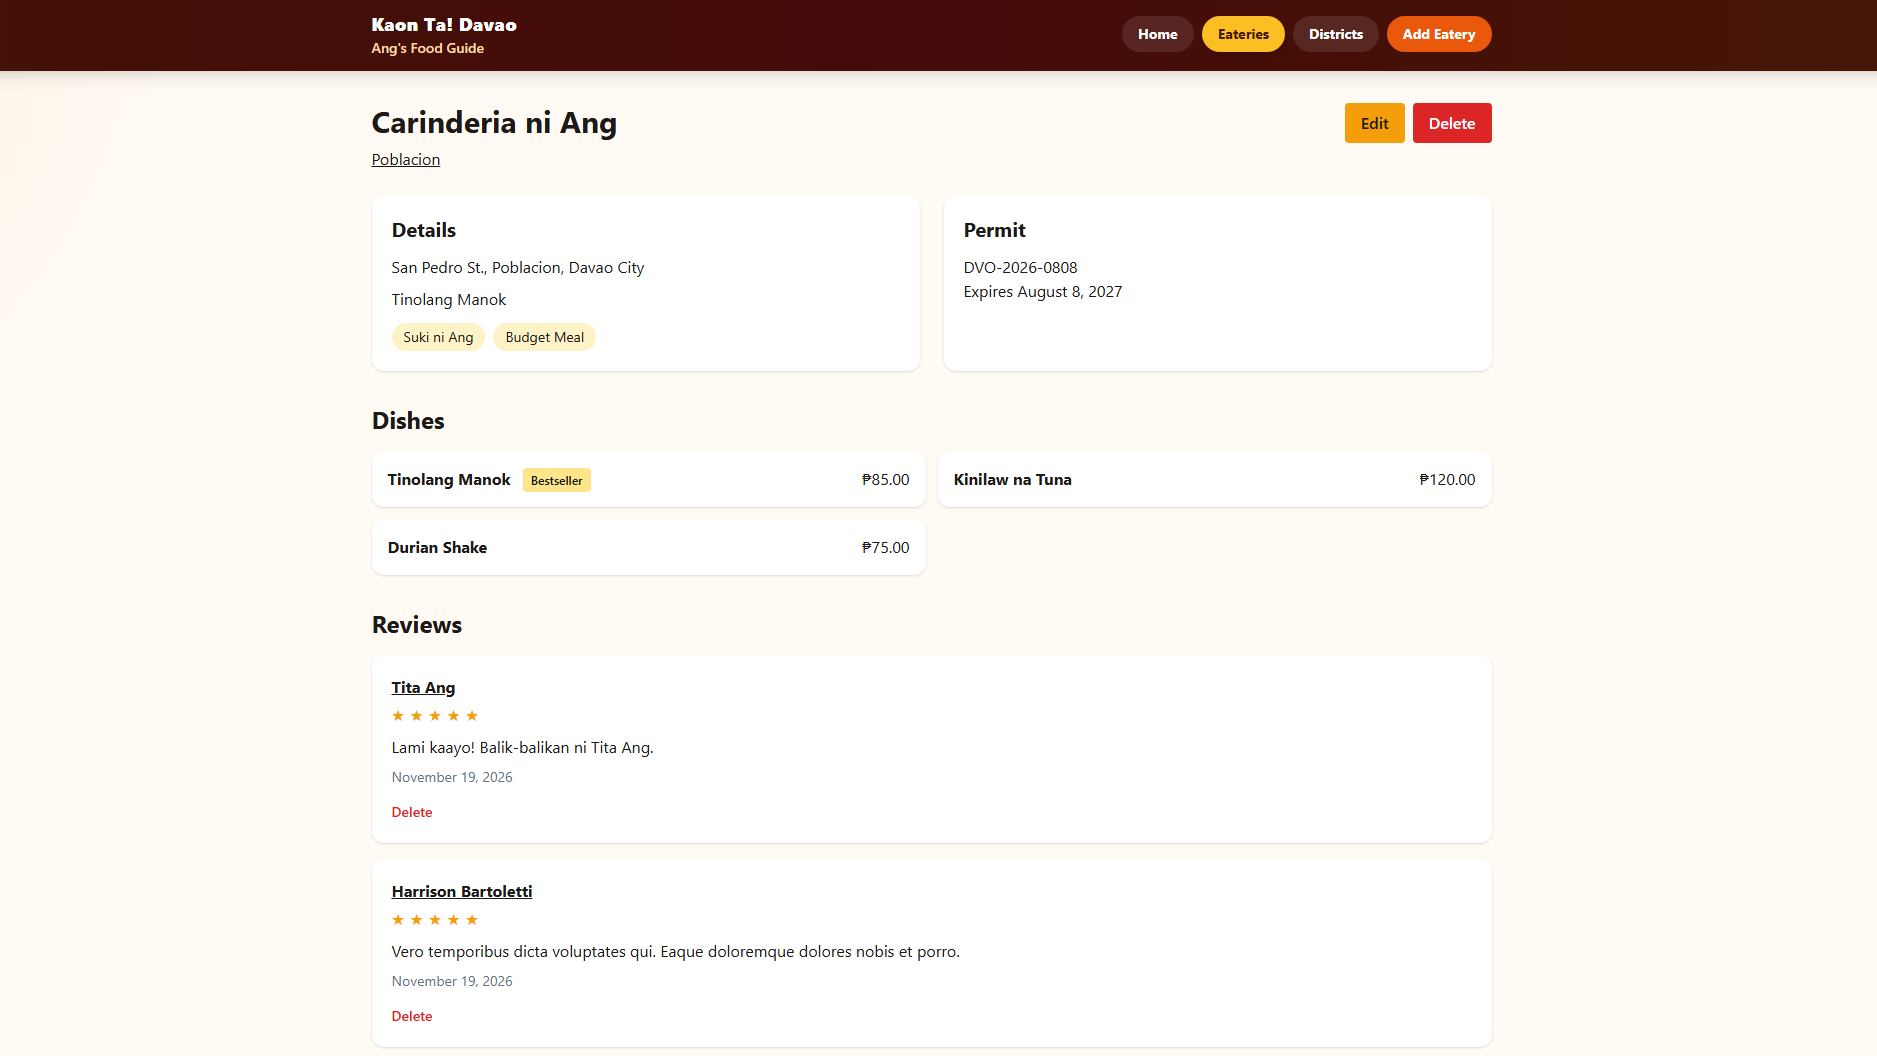 Kaon Ta! Davao
Ang's Food Guide
Home
Eateries
Districts
Add Eatery
Carinderia ni Ang
Edit
Delete
Poblacion
Details
San Pedro St., Poblacion, Davao City
Tinolang Manok
Suki ni Ang
Budget Meal
Permit
DVO-2026-0808
Expires August 8, 2027
Dishes
Tinolang Manok
Bestseller
₱85.00
Kinilaw na Tuna
₱120.00
Durian Shake
₱75.00
Reviews
Tita Ang
★ ★ ★ ★ ★
Lami kaayo! Balik-balikan ni Tita Ang.
November 19, 2026
Delete
Harrison Bartoletti
★ ★ ★ ★ ★
Vero temporibus dicta voluptates qui. Eaque doloremque dolores nobis et porro.
November 19, 2026
Delete